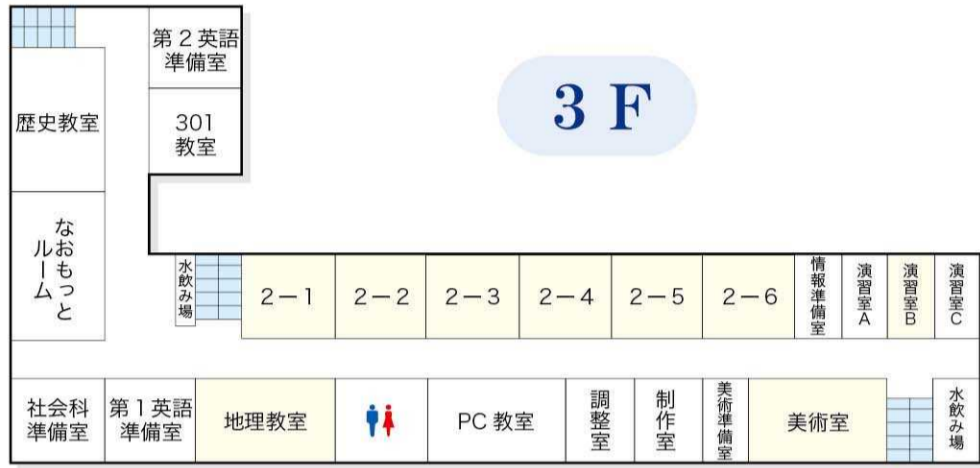 3 F
第2英語
準備室
歴史教室
301
教室
なおもっと
ルーム
水飲み場
2－1
2－2
2－3
2－4
2－5
2－6
情報準備室
演習室A
演習室B
演習室C
社会科
準備室
第1英語
準備室
地理教室
PC 教室
調整室
制作室
美術準備室
美術室
水飲み場